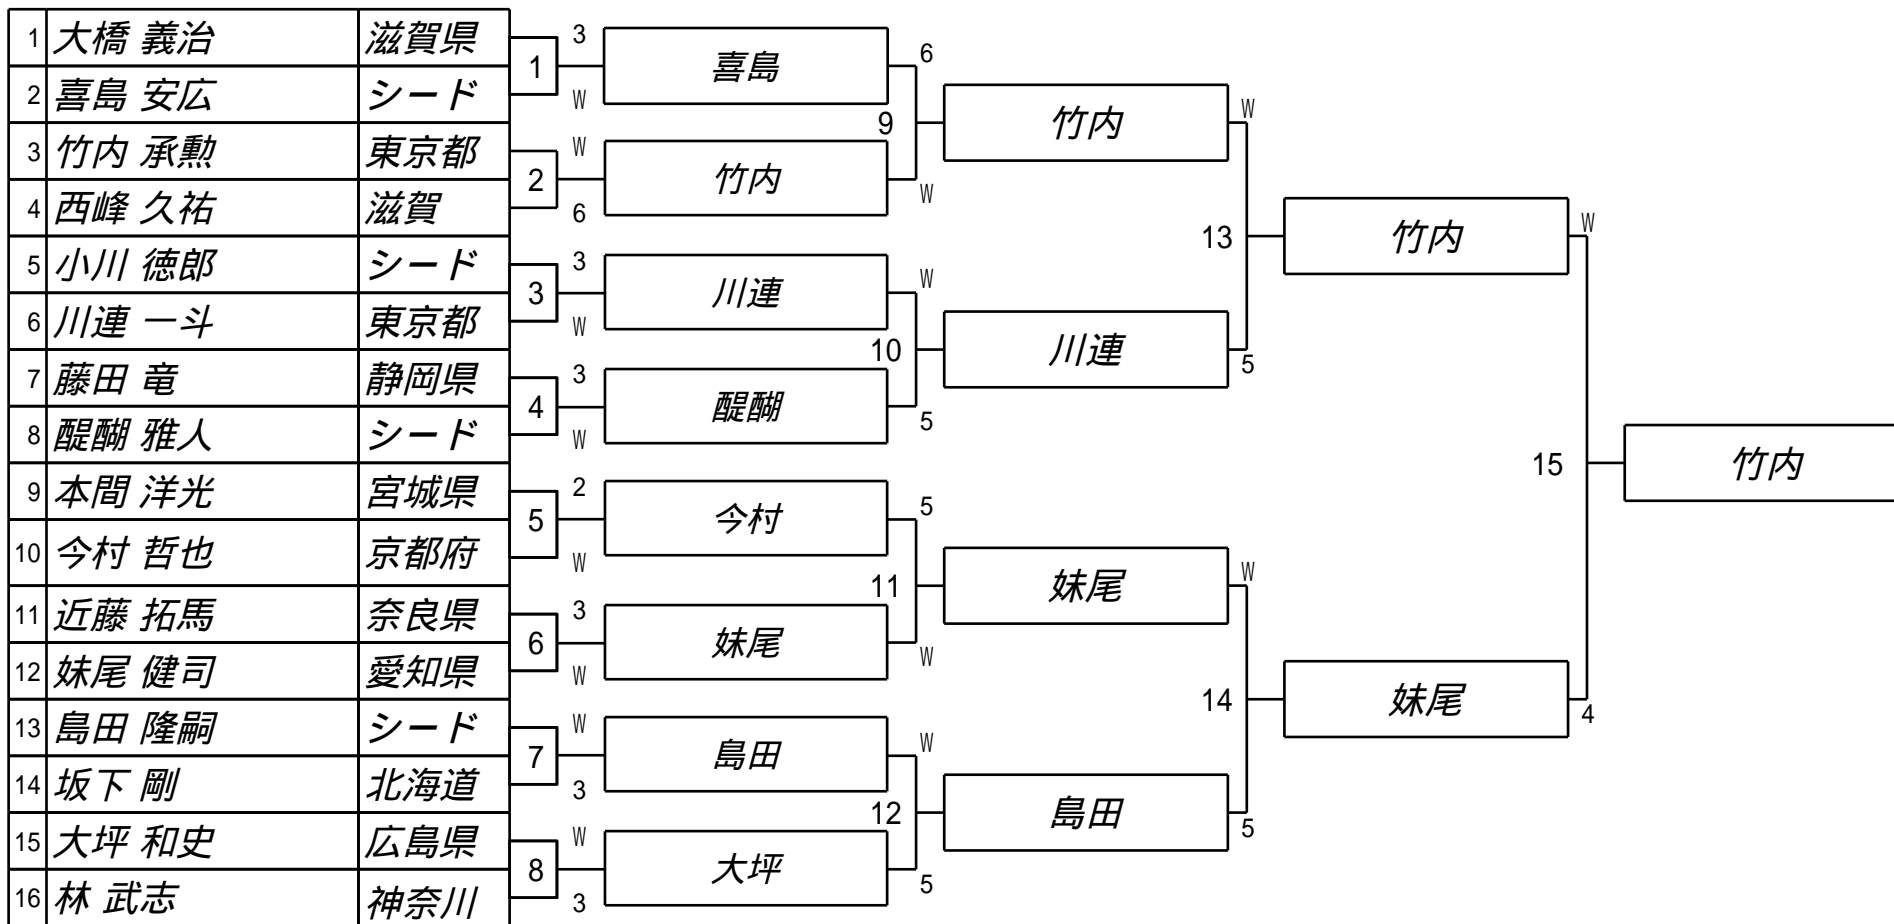 1 大橋 義治 滋賀県
2 喜島 安広 シード
3 竹内 承勲 東京都
4 西峰 久祐 滋賀
5 小川 徳郎 シード
6 川連 一斗 東京都
7 藤田 竜 静岡県
8 醍醐 雅人 シード
9 本間 洋光 宮城県
10 今村 哲也 京都府
11 近藤 拓馬 奈良県
12 妹尾 健司 愛知県
13 島田 隆嗣 シード
14 坂下 剛 北海道
15 大坪 和史 広島県
16 林 武志 神奈川
1 3 W
2 W 6
3 3 W
4 3 W
5 2 W
6 3 W
7 W 3
8 W 3
喜島 6
9
竹内 W
川連 W
10
醍醐 5
今村 5
11
妹尾 W
島田 W
12
大坪 5
竹内 W
13
川連 5
妹尾 W
14
島田 5
竹内 W
15
妹尾 4
竹内